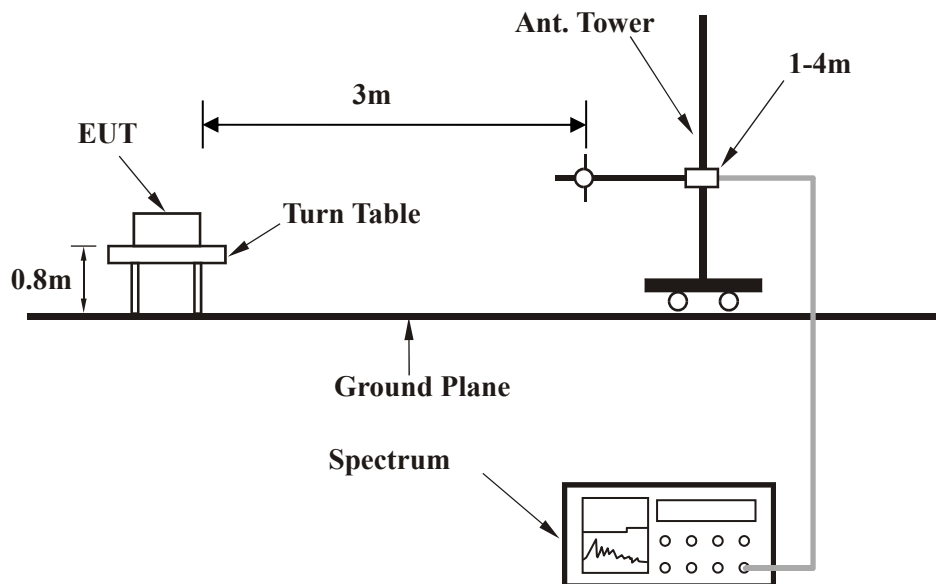 Ant. Tower
1-4m
3m
EUT
Turn Table
0.8m
Ground Plane
Spectrum